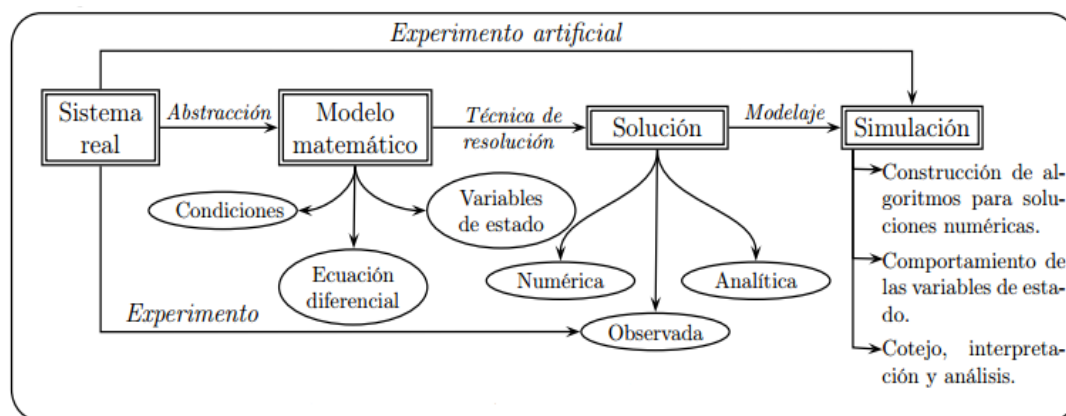 Experimento artificial
Sistema
real
Abstracción
Modelo
matemático
Técnica de
resolución
Solución
Modelaje
Simulación
Condiciones
Variables
de estado
Ecuación
diferencial
Numérica
Analítica
Observada
Experimento
Construcción de al-
goritmos para solu-
ciones numéricas.
Comportamiento de
las variables de esta-
do.
Cotejo, interpreta-
ción y análisis.